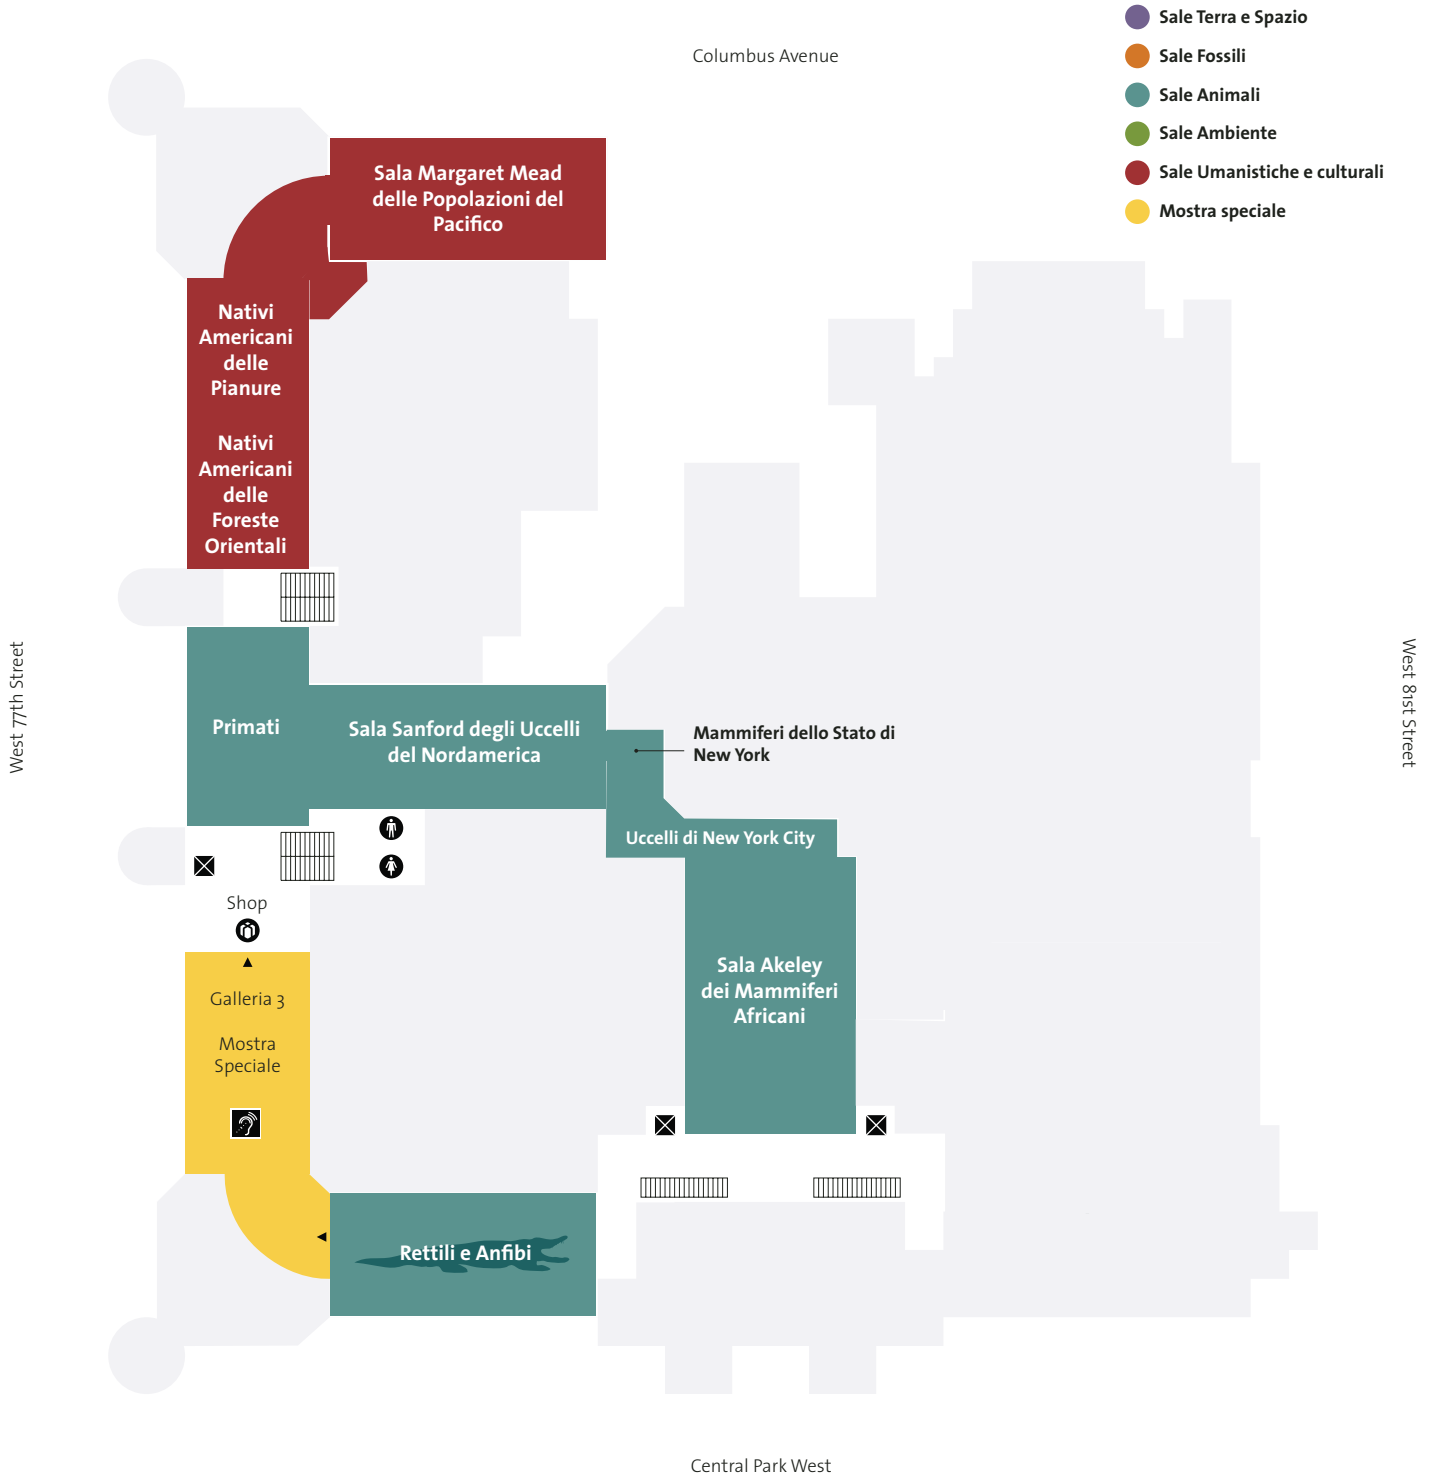 Sale Terra e Spazio
Sale Fossili
Sale Animali
Sale Ambiente
Sale Umanistiche e culturali
Mostra speciale
Columbus Avenue
Sala Margaret Mead
delle Popolazioni del
Pacifico
Nativi
Americani
delle
Pianure
Nativi
Americani
delle
Foreste
Orientali
West 77th Street
West 81st Street
Primati
Sala Sanford degli Uccelli
del Nordamerica
Mammiferi dello Stato di
New York
Uccelli di New York City
Shop
Sala Akeley
dei Mammiferi
Africani
Galleria 3
Mostra
Speciale
Rettili e Anfibi
Central Park West